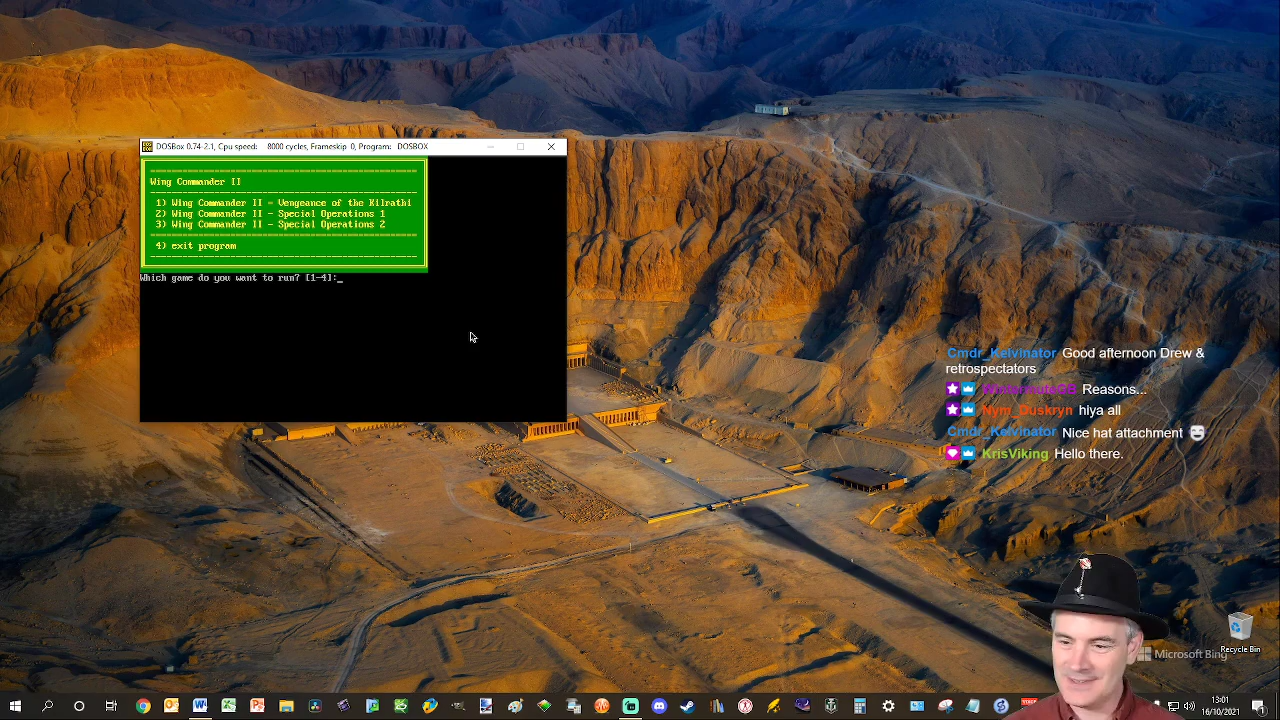 DOSBox 0.74-2.1, Cpu speed: 8000 cycles, Frameskip 0, Program: DOSBOX
Wing Commander II
1) Wing Commander II - Vengeance of the Kilrathi
2) Wing Commander II - Special Operations 1
3) Wing Commander II - Special Operations 2
4) exit program
Which game do you want to run? [1-4]:_
Cmdr_Kelvinator Good afternoon Drew &
retrospectators
WintermuteGB Reasons...
Nym_Duskryn hiya all
Cmdr_Kelvinator Nice hat attachment
KrisViking Hello there.
Microsoft Bing
Recycle Bin
13:01
16/10/2021